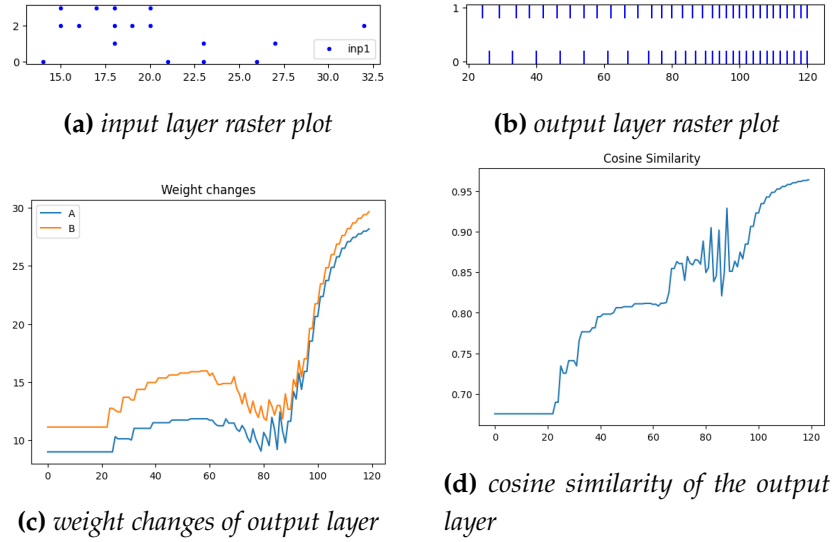 2
0
inp1
15.0 17.5 20.0 22.5 25.0 27.5 30.0 32.5
(a) input layer raster plot
1
0
20 40 60 80 100 120
(b) output layer raster plot
Weight changes
30
25
20
15
10
A
B
0 20 40 60 80 100 120
(c) weight changes of output layer
Cosine Similarity
0.95
0.90
0.85
0.80
0.75
0.70
0 20 40 60 80 100 120
(d) cosine similarity of the output
layer